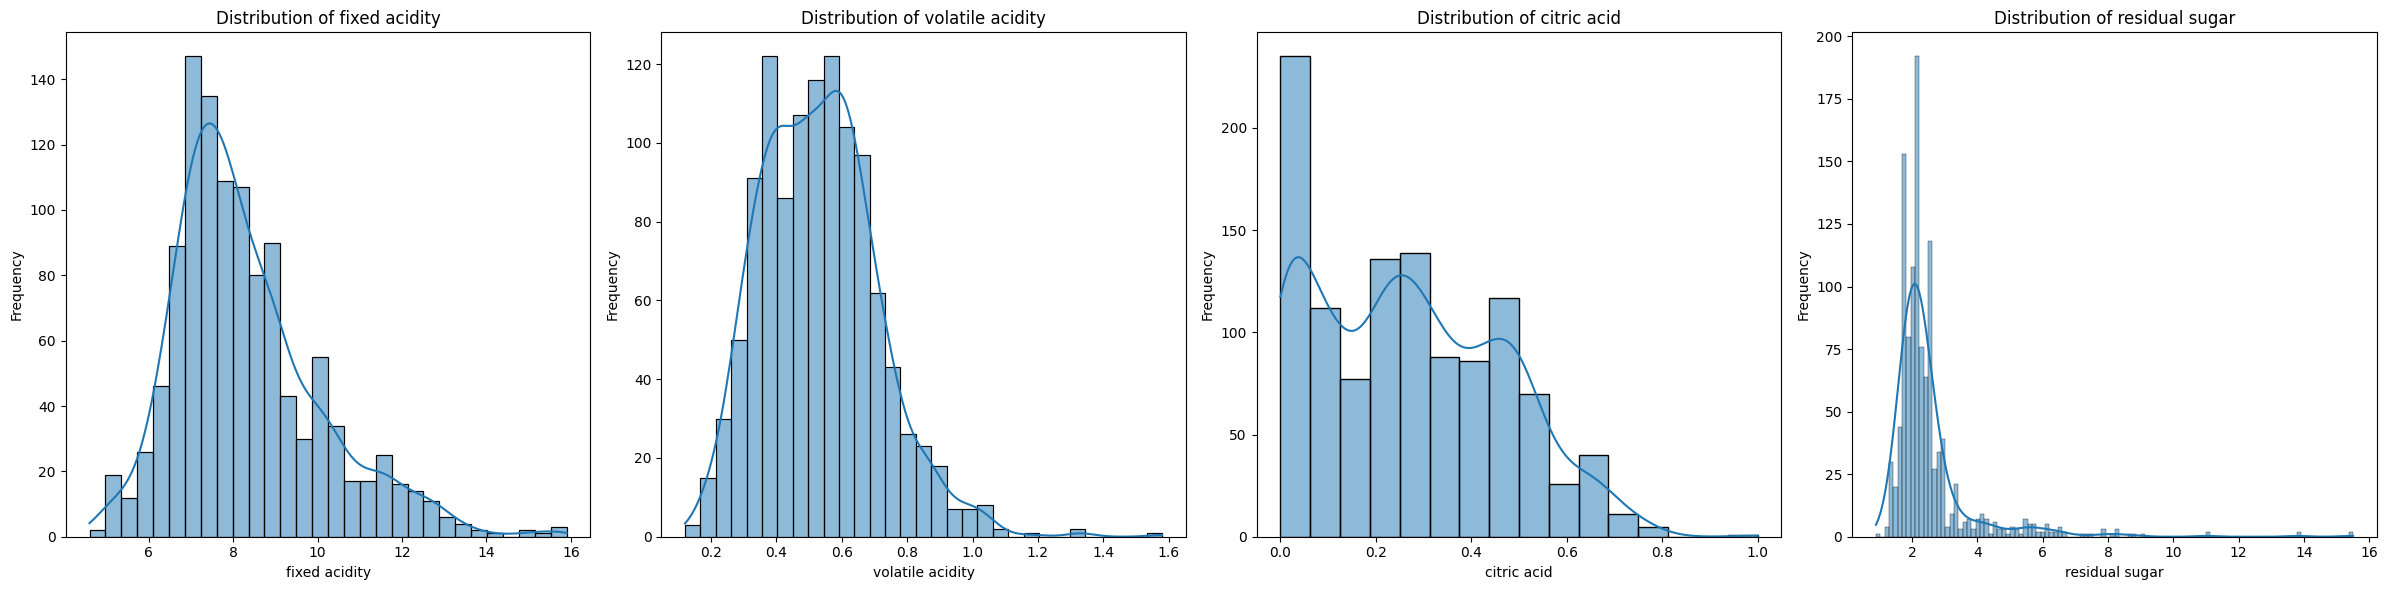 Distribution of fixed acidity
Frequency
140
120
100
80
60
40
20
0
6 8 10 12 14 16
fixed acidity
Distribution of volatile acidity
Frequency
120
100
80
60
40
20
0
0.2 0.4 0.6 0.8 1.0 1.2 1.4 1.6
volatile acidity
Distribution of citric acid
Frequency
200
150
100
50
0
0.0 0.2 0.4 0.6 0.8 1.0
citric acid
Distribution of residual sugar
Frequency
200
175
150
125
100
75
50
25
0
2 4 6 8 10 12 14 16
residual sugar